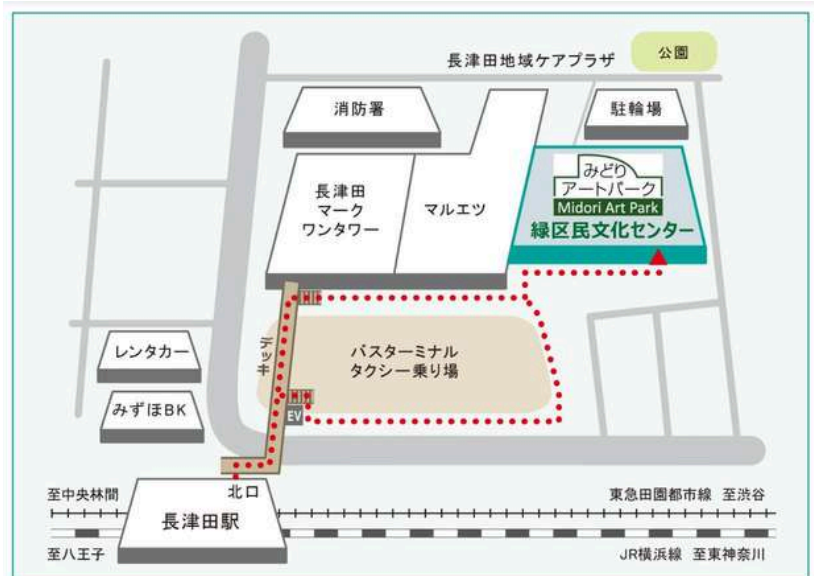 公園
長津田地域ケアプラザ
消防署
駐輪場
長津田
マーク
ワンタワー
マルエツ
みどり
アートパーク
Midori Art Park
緑区民文化センター
デッキ
バスターミナル
タクシー乗り場
レンタカー
みずほBK
EV
北口
長津田駅
至中央林間
東急田園都市線 至渋谷
至八王子
JR横浜線 至東神奈川